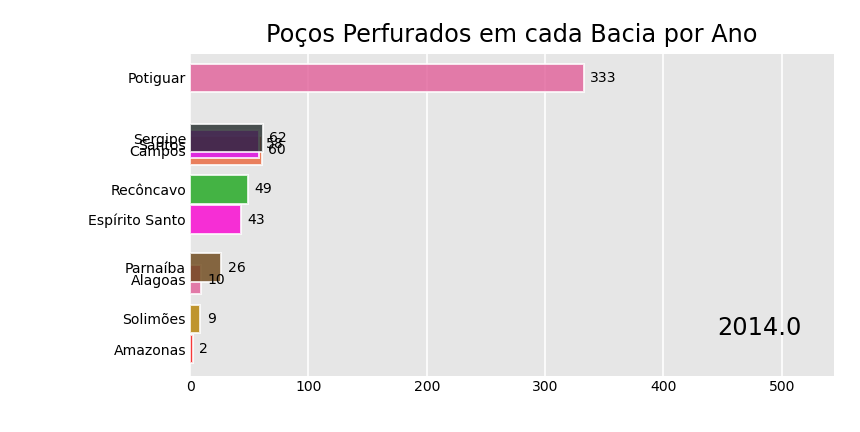 Poços Perfurados em cada Bacia por Ano
Potiguar 333
Sergipe 62
Santos 58
Campos 60
Recôncavo 49
Espírito Santo 43
Parnaíba 26
Alagoas 10
Solimões 9
2014.0
Amazonas 2
0 100 200 300 400 500